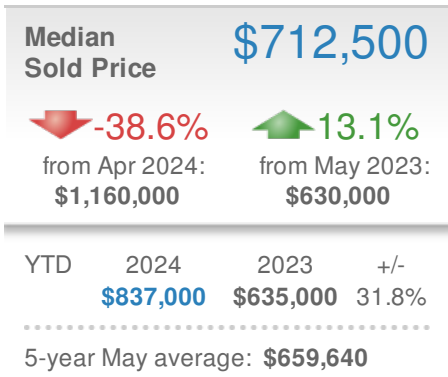 Median
Sold Price
$712,500
-38.6%
from Apr 2024:
$1,160,000
13.1%
from May 2023:
$630,000
YTD 2024 2023 +/-
$837,000 $635,000 31.8%
5-year May average: $659,640